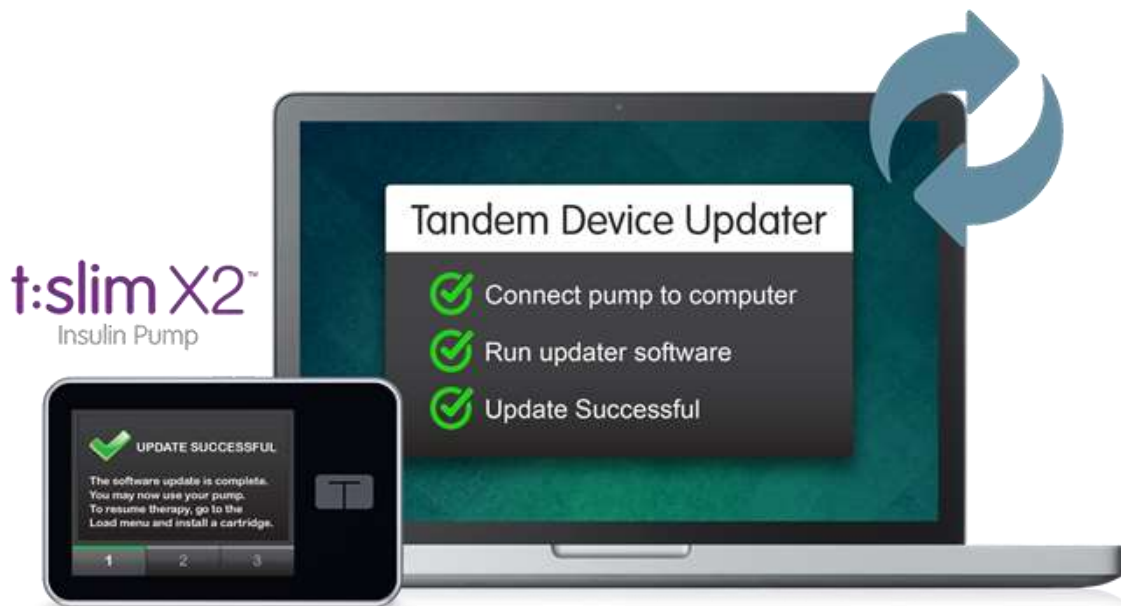 t:slim X2™
Insulin Pump
Tandem Device Updater
Connect pump to computer
Run updater software
Update Successful
UPDATE SUCCESSFUL
The software update is complete.
You may now use your pump.
To resume therapy, go to the
Load menu and install a cartridge.
1 2 3